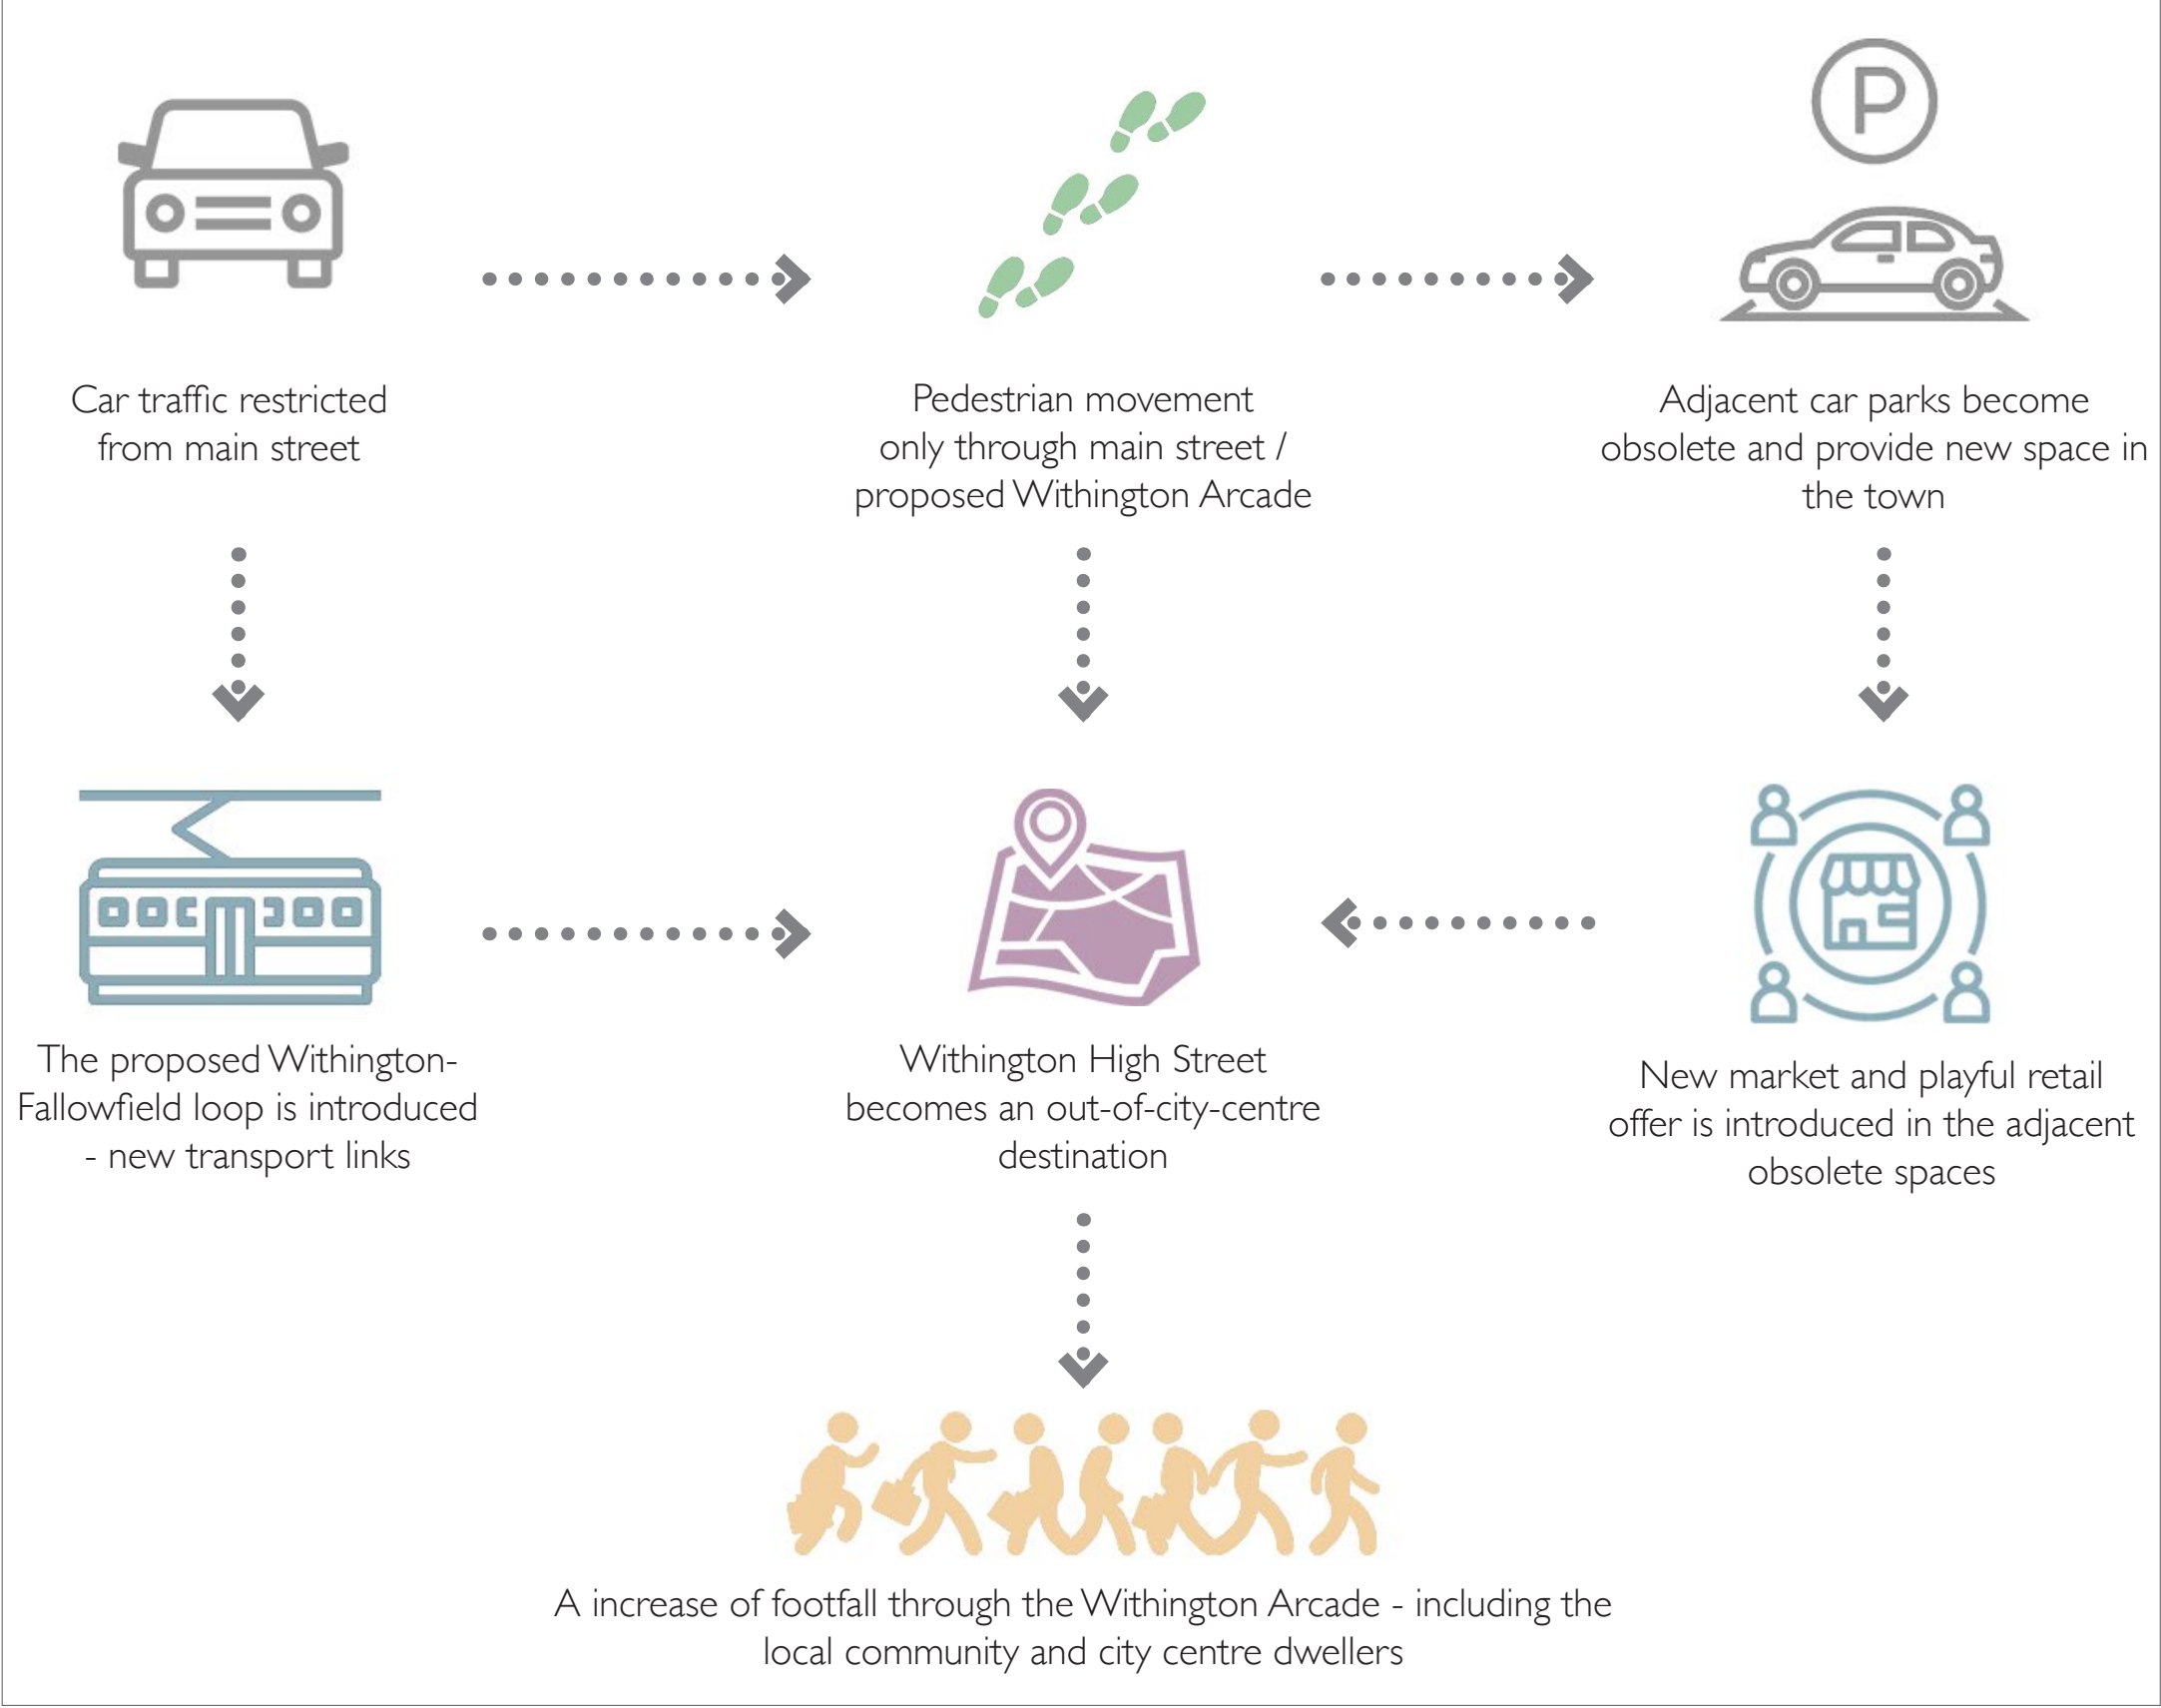 P
Car traffic restricted
from main street
Pedestrian movement
only through main street /
proposed Withington Arcade
Adjacent car parks become
obsolete and provide new space in
the town
The proposed Withington-
Fallowfield loop is introduced
- new transport links
Withington High Street
becomes an out-of-city-centre
destination
New market and playful retail
offer is introduced in the adjacent
obsolete spaces
A increase of footfall through the Withington Arcade - including the
local community and city centre dwellers